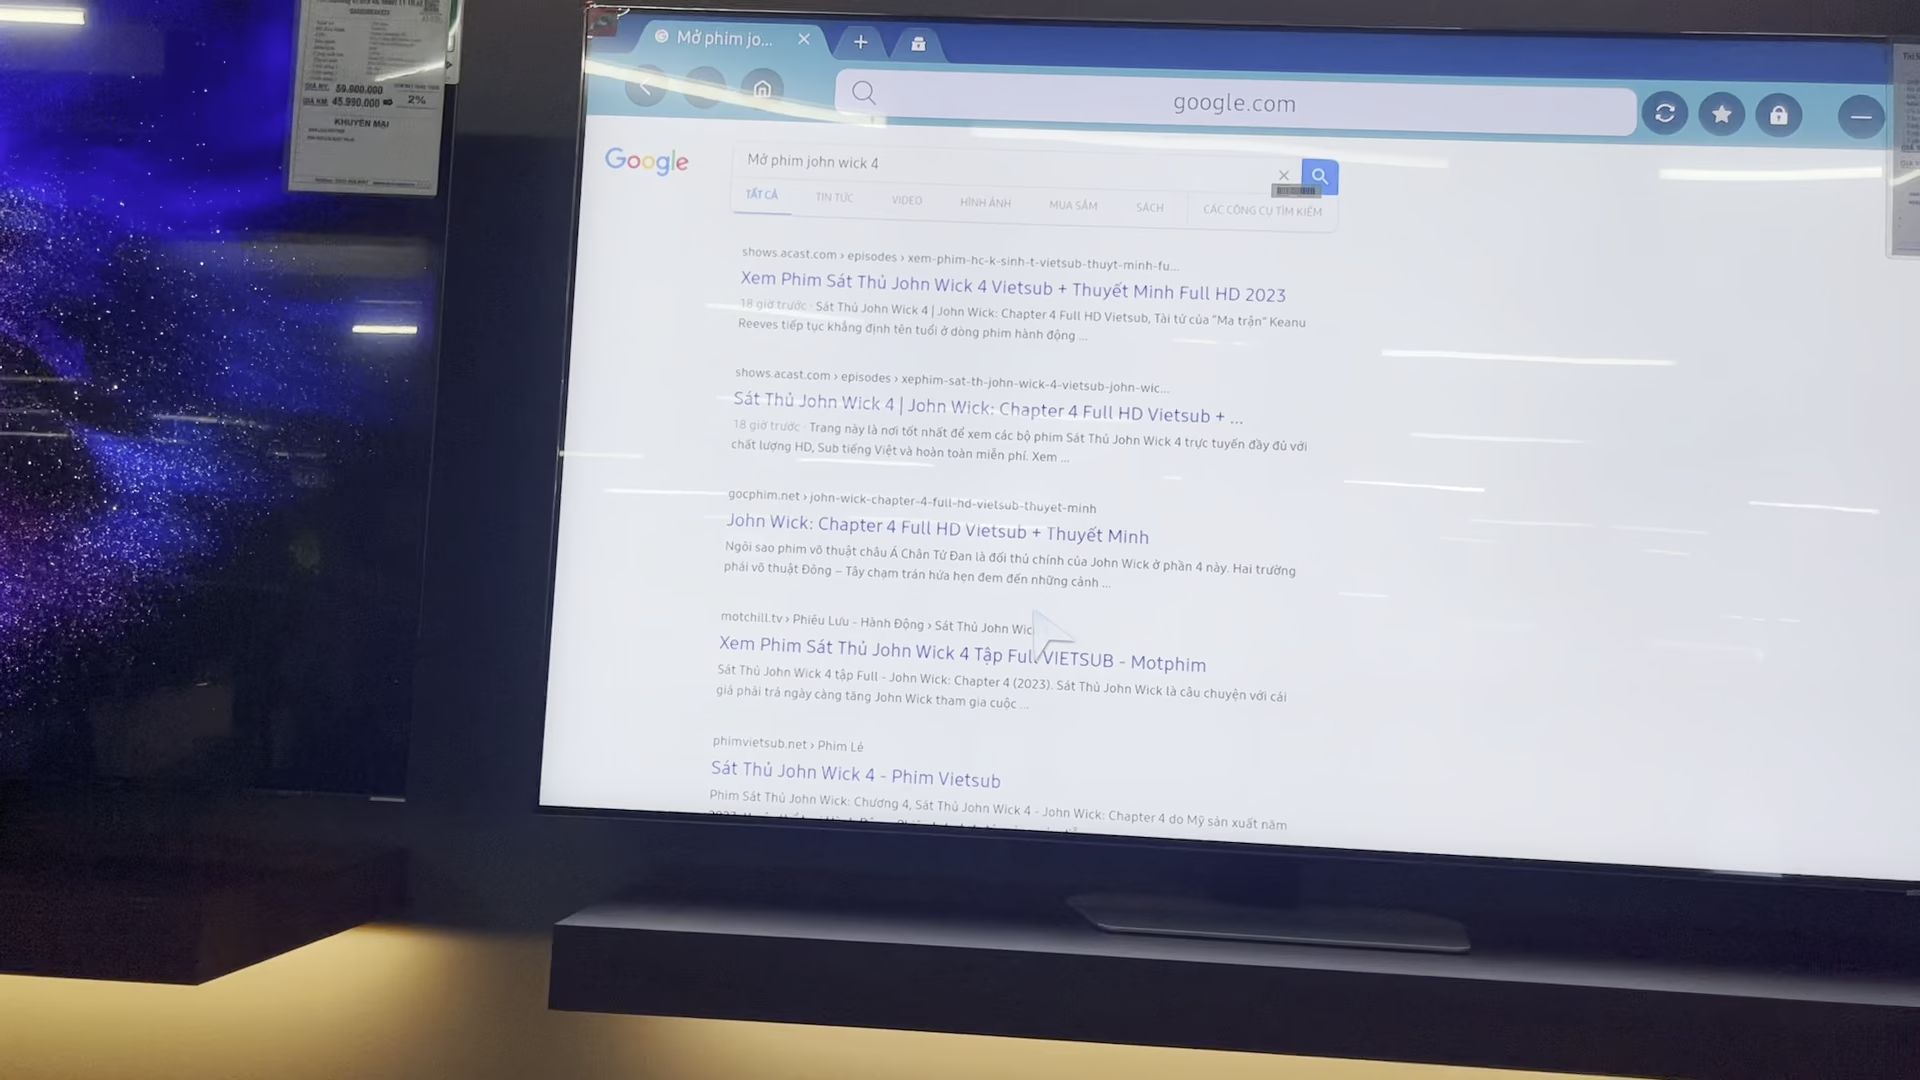 GIÁ NY: 59.900.000
2%
GIÁ KM: 45.990.000
KHUYẾN MẠI
Mở phim jo...
google.com
Google
Mở phim john wick 4
TẤT CẢ
TIN TỨC
VIDEO
HÌNH ẢNH
MUA SẮM
SÁCH
CÁC CÔNG CỤ TÌM KIẾM
shows.acast.com › episodes › xem-phim-hc-k-sinh-t-vietsub-thuyt-minh-fu...
Xem Phim Sát Thủ John Wick 4 Vietsub + Thuyết Minh Full HD 2023
18 giờ trước · Sát Thủ John Wick 4 | John Wick: Chapter 4 Full HD Vietsub, Tài tử của "Ma trận" Keanu
Reeves tiếp tục khẳng định tên tuổi ở dòng phim hành động ...
shows.acast.com › episodes › xephim-sat-th-john-wick-4-vietsub-john-wic...
Sát Thủ John Wick 4 | John Wick: Chapter 4 Full HD Vietsub + ...
18 giờ trước · Trang này là nơi tốt nhất để xem các bộ phim Sát Thủ John Wick 4 trực tuyến đầy đủ với
chất lượng HD, Sub tiếng Việt và hoàn toàn miễn phí. Xem ...
gocphim.net › john-wick-chapter-4-full-hd-vietsub-thuyet-minh
John Wick: Chapter 4 Full HD Vietsub + Thuyết Minh
Ngôi sao phim võ thuật châu Á Chân Tử Đan là đối thủ chính của John Wick ở phần 4 này. Hai trường
phái võ thuật Đông – Tây chạm trán hứa hẹn đem đến những cảnh ...
motchill.tv › Phiêu Lưu - Hành Động › Sát Thủ John Wic
Xem Phim Sát Thủ John Wick 4 Tập Full VIETSUB - Motphim
Sát Thủ John Wick 4 tập Full - John Wick: Chapter 4 (2023). Sát Thủ John Wick là câu chuyện với cái
giá phải trả ngày càng tăng John Wick tham gia cuộc ...
phimvietsub.net › Phim Lẻ
Sát Thủ John Wick 4 - Phim Vietsub
Phim Sát Thủ John Wick: Chương 4, Sát Thủ John Wick 4 - John Wick: Chapter 4 do Mỹ sản xuất năm